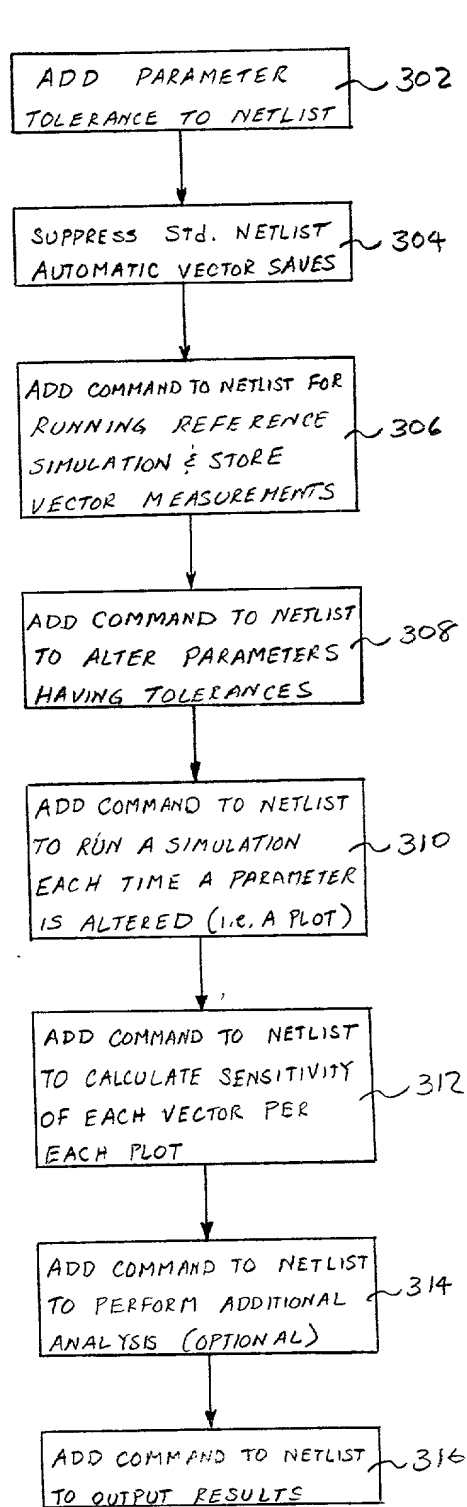 ADD PARAMETER
TOLERANCE TO NETLIST
302
SUPPRESS Std. NETLIST
AUTOMATIC VECTOR SAVES
304
ADD COMMAND TO NETLIST FOR
RUNNING REFERENCE
SIMULATION & STORE
VECTOR MEASUREMENTS
306
ADD COMMAND TO NETLIST
TO ALTER PARAMETERS
HAVING TOLERANCES
308
ADD COMMAND TO NETLIST
TO RUN A SIMULATION
EACH TIME A PARAMETER
IS ALTERED (i.e. A PLOT)
310
ADD COMMAND TO NETLIST
TO CALCULATE SENSITIVITY
OF EACH VECTOR PER
EACH PLOT
312
ADD COMMAND TO NETLIST
TO PERFORM ADDITIONAL
ANALYSIS (OPTIONAL)
314
ADD COMMAND TO NETLIST
TO OUTPUT RESULTS
316